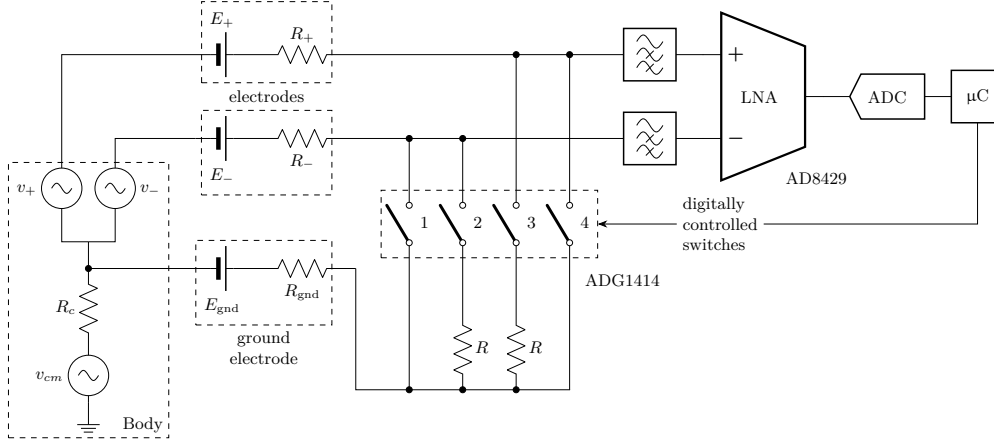 E+
R+
electrodes
E−
R−
v+
v−
LNA
+
−
ADC
µC
AD8429
digitally
controlled
switches
1
2
3
4
ADG1414
Egnd
Rgnd
ground
electrode
Rc
vcm
R
R
Body